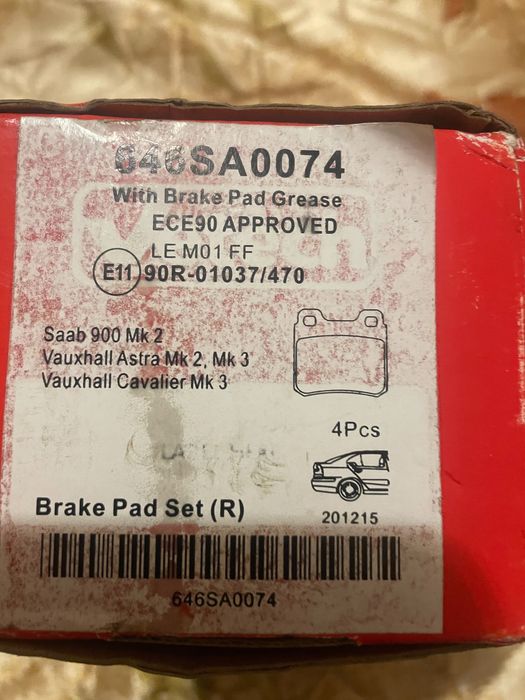 646SA0074
With Brake Pad Grease
ECE90 APPROVED
LE M01 FF
E11 90R-01037/470
Saab 900 Mk 2
Vauxhall Astra Mk 2, Mk 3
Vauxhall Cavalier Mk 3
4Pcs
Brake Pad Set (R)
201215
646SA0074